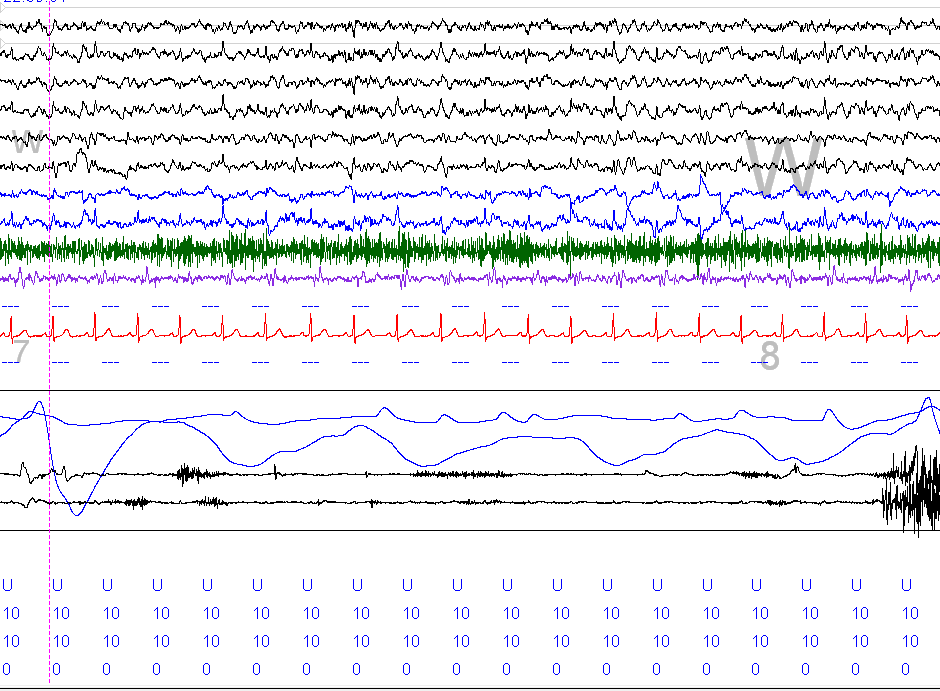 W W
--- --- --- --- --- --- --- --- --- --- --- --- --- --- --- --- --- --- ---
7 8
--- --- --- --- --- --- --- --- --- --- --- --- --- --- --- --- --- --- ---
U U U U U U U U U U U U U U U U U U U
10 10 10 10 10 10 10 10 10 10 10 10 10 10 10 10 10 10 10
10 10 10 10 10 10 10 10 10 10 10 10 10 10 10 10 10 10 10
0 0 0 0 0 0 0 0 0 0 0 0 0 0 0 0 0 0 0